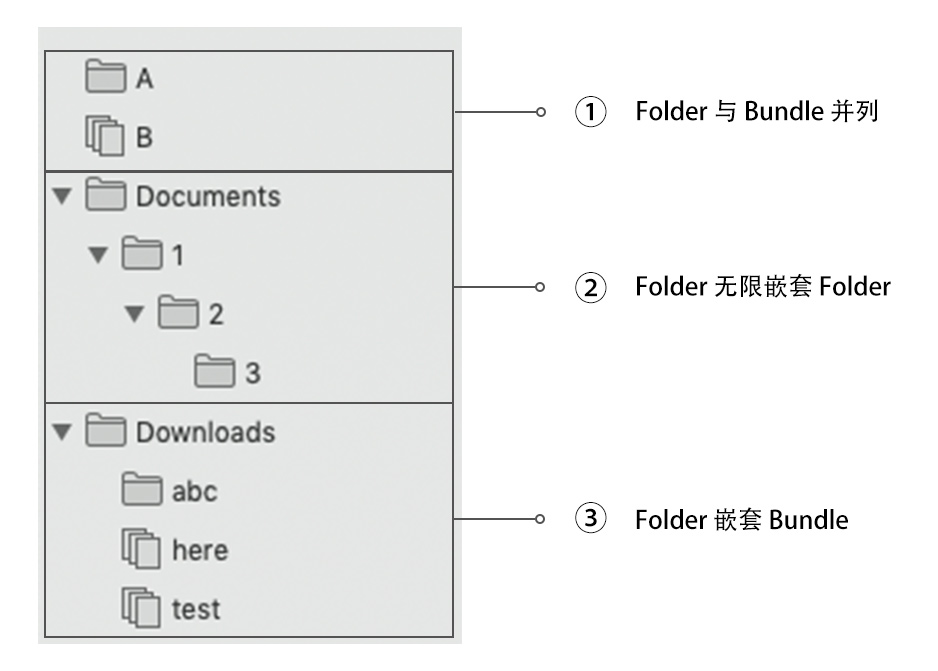 A
B
① Folder 与 Bundle 并列
Documents
1
2
3
② Folder 无限嵌套 Folder
Downloads
abc
here
test
③ Folder 嵌套 Bundle